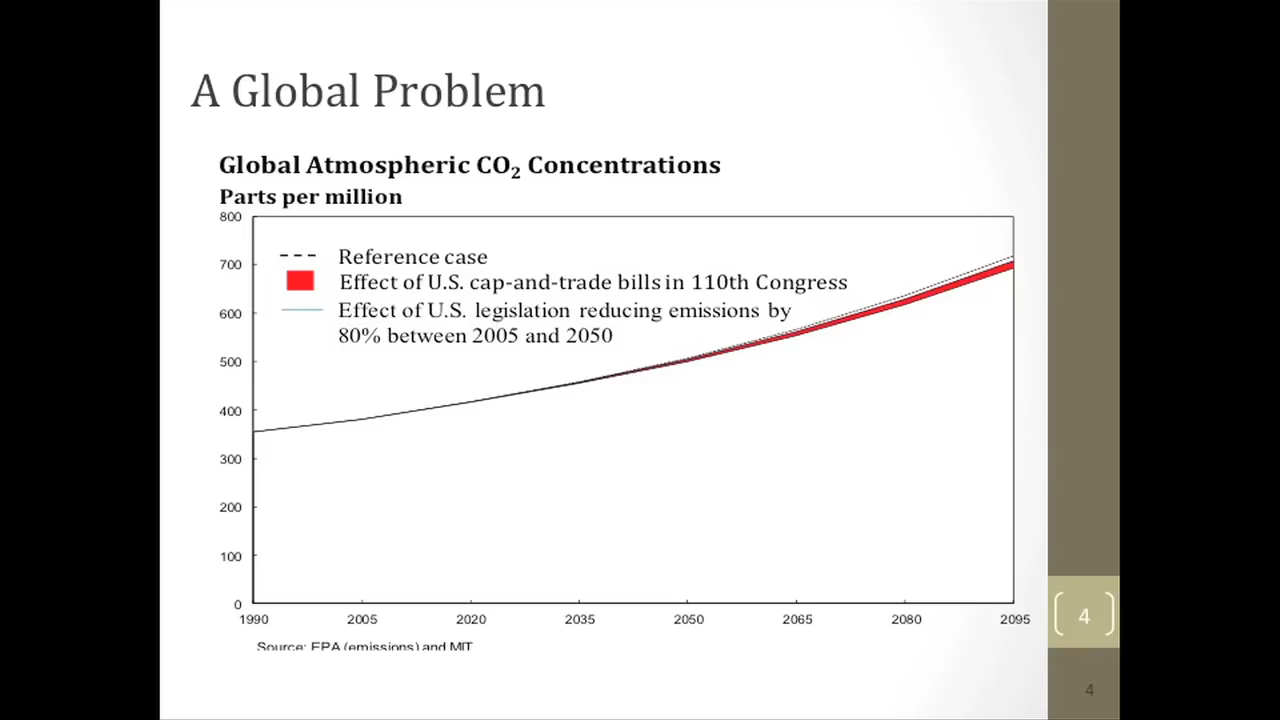 A Global Problem
Global Atmospheric CO₂ Concentrations
Parts per million
800
700
600
500
400
300
200
100
0
Reference case
Effect of U.S. cap-and-trade bills in 110th Congress
Effect of U.S. legislation reducing emissions by
80% between 2005 and 2050
1990 2005 2020 2035 2050 2065 2080 2095
Source: EPA (emissions) and MIT
4
4